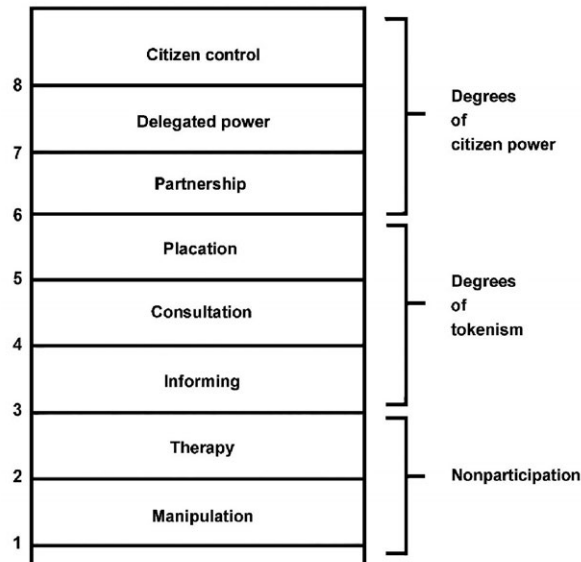 Citizen control
8
Delegated power
7
Partnership
6
Placation
5
Consultation
4
Informing
3
Therapy
2
Manipulation
1
Degrees
of
citizen power
Degrees
of
tokenism
Nonparticipation